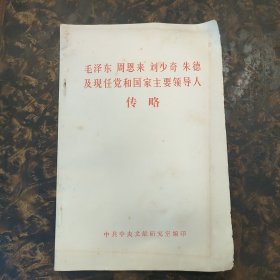 毛泽东 周恩来 刘少奇 朱德
及现任党和国家主要领导人
传略
中共中央文献研究室编印